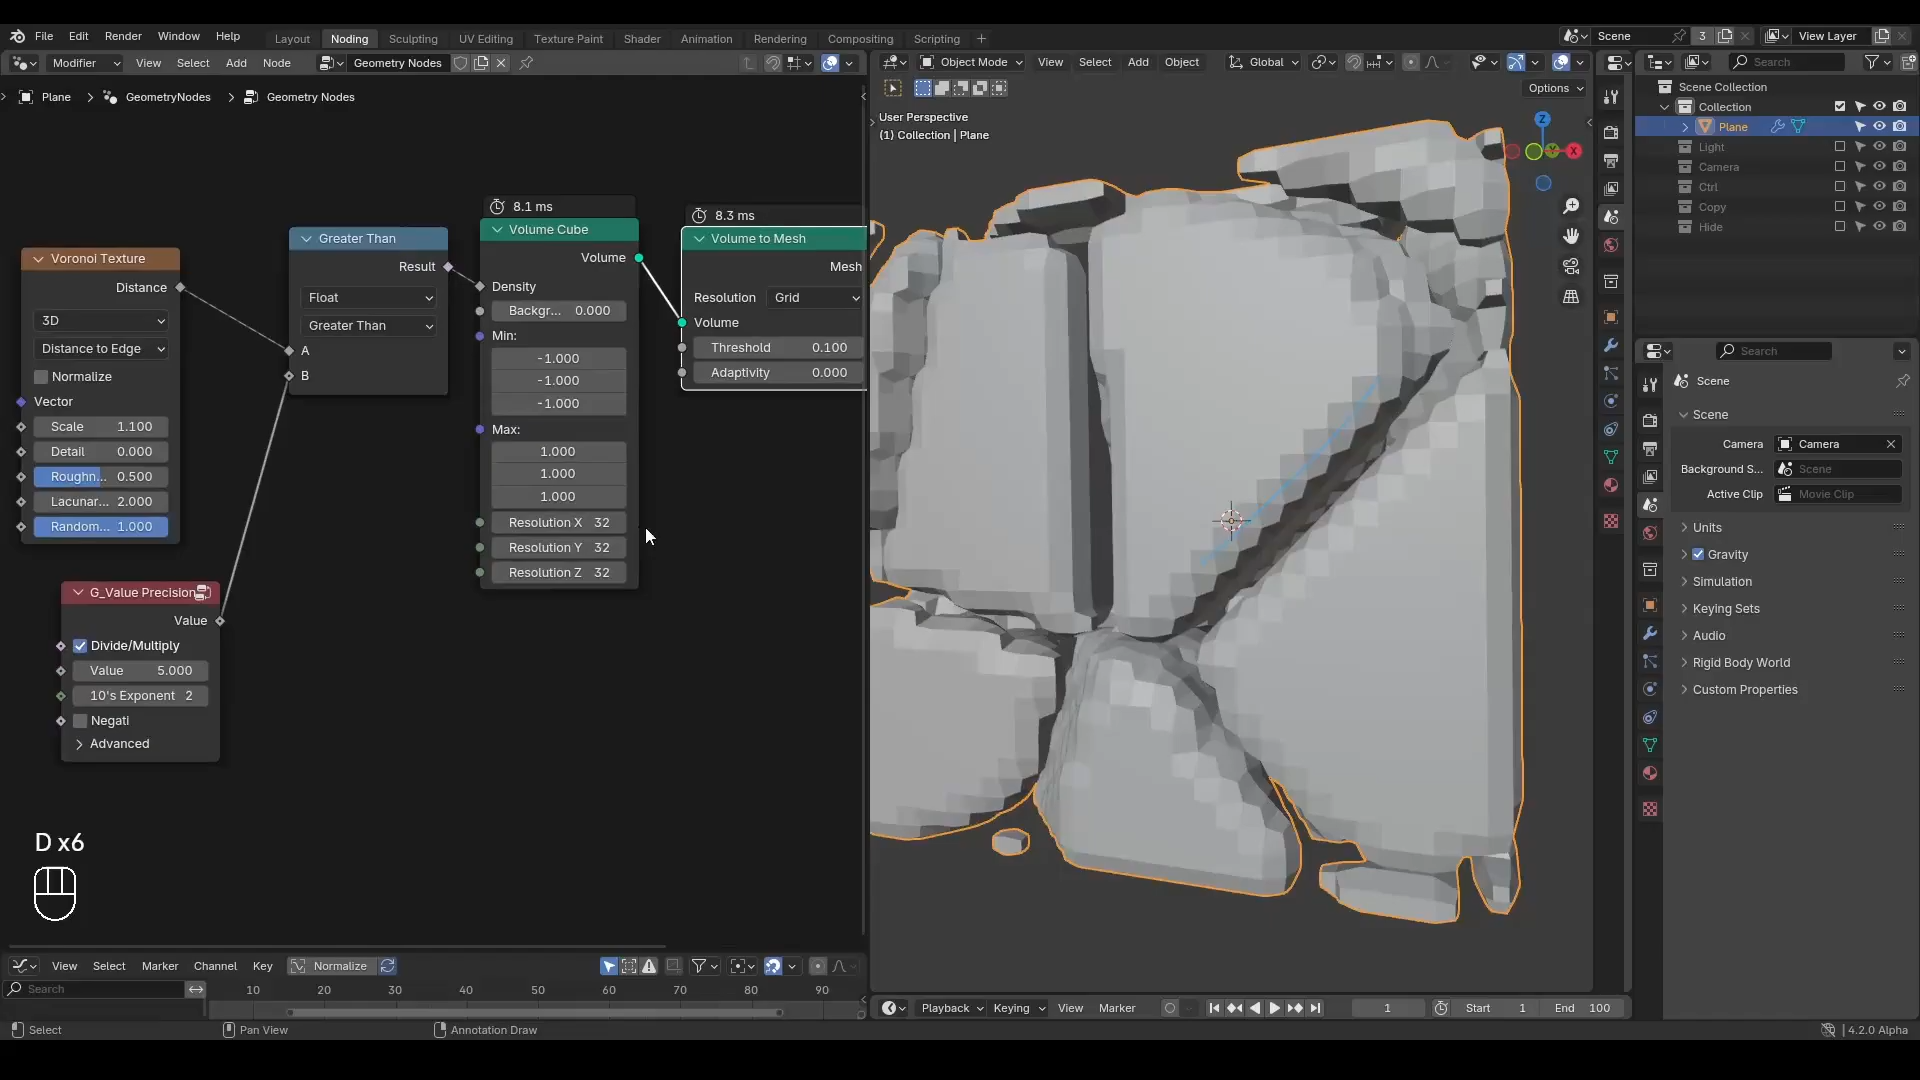 File Edit Render Window Help Layout Noding Sculpting UV Editing Texture Paint Shader Animation Rendering Compositing Scripting Scene 3 View Layer
Modifier View Select Add Node Geometry Nodes Object Mode View Select Add Object Global Search
Options
Plane GeometryNodes Geometry Nodes
User Perspective
(1) Collection | Plane
Scene Collection
Collection
Plane
Light
Camera
Ctrl
Copy
Hide
Z
Y
X
Voronoi Texture
Distance
3D
Distance to Edge
Normalize
Vector
Scale 1.100
Detail 0.000
Roughn... 0.500
Lacunar... 2.000
Random... 1.000
G_Value Precision
Value
Divide/Multiply
Value 5.000
10's Exponent 2
Negati
Advanced
Greater Than
Result
Float
Greater Than
A
B
8.1 ms
Volume Cube
Volume
Density
Backgr... 0.000
Min:
-1.000
-1.000
-1.000
Max:
1.000
1.000
1.000
Resolution X 32
Resolution Y 32
Resolution Z 32
8.3 ms
Volume to Mesh
Mesh
Resolution Grid
Volume
Threshold 0.100
Adaptivity 0.000
D x6
Search
Scene
Scene
Camera Camera
Background S... Scene
Active Clip Movie Clip
Units
Gravity
Simulation
Keying Sets
Audio
Rigid Body World
Custom Properties
View Select Marker Channel Key Normalize
Search 10 20 30 40 50 60 70 80 90
Playback Keying View Marker 1 Start 1 End 100
Select Pan View Annotation Draw 4.2.0 Alpha